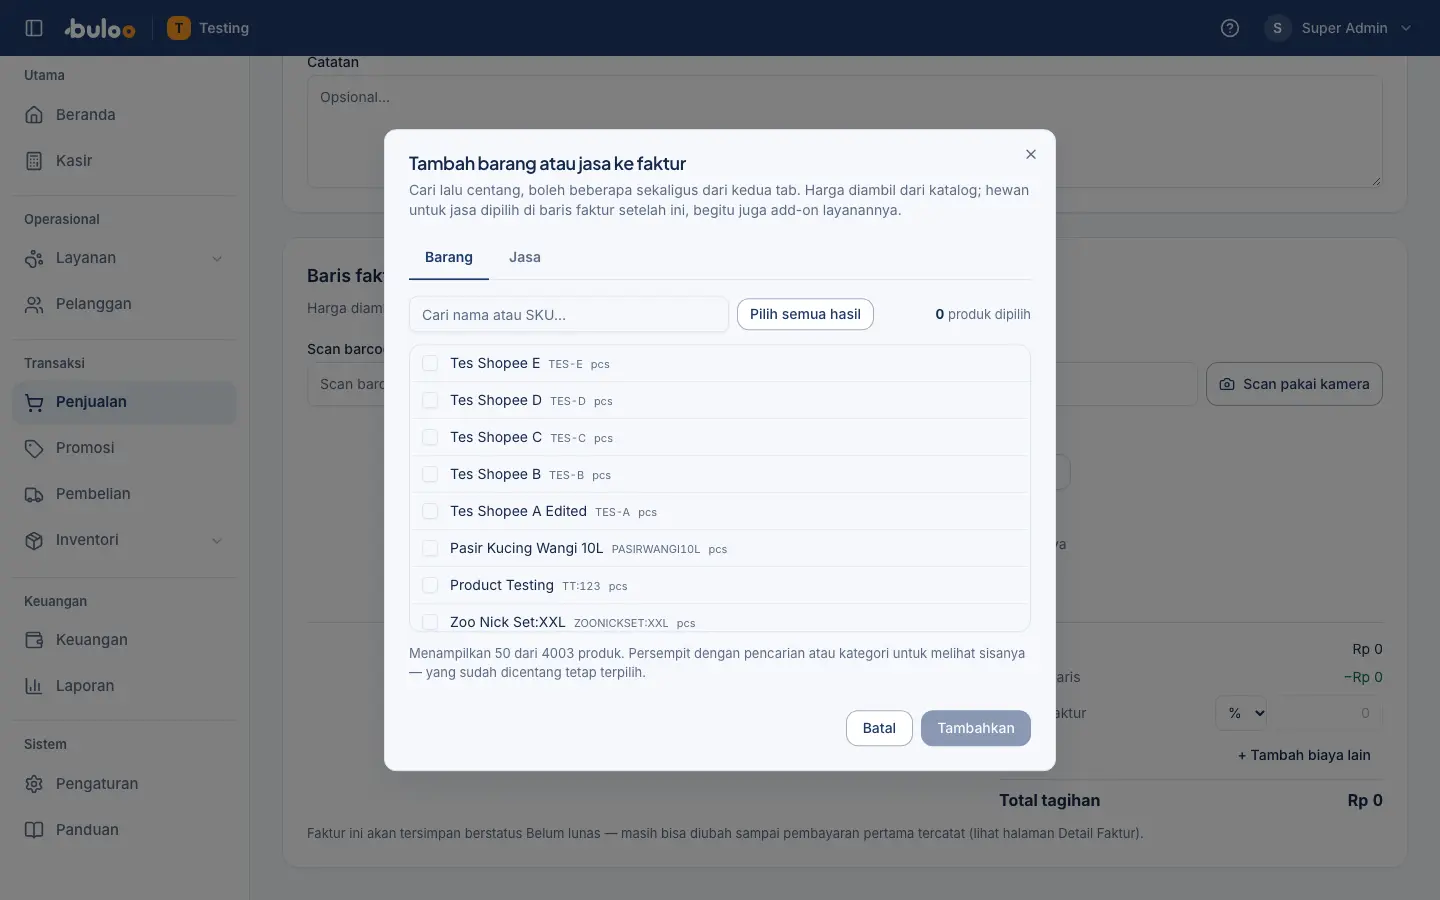 buloo
T Testing
S Super Admin
Utama
Beranda
Kasir
Operasional
Layanan
Pelanggan
Transaksi
Penjualan
Promosi
Pembelian
Inventori
Keuangan
Keuangan
Laporan
Sistem
Pengaturan
Panduan
Catatan
Opsional...
Baris fak
Harga diam
Scan barco
Scan barc
Scan pakai kamera
ya
Rp 0
aris −Rp 0
aktur % 0
+ Tambah biaya lain
Total tagihan Rp 0
Faktur ini akan tersimpan berstatus Belum lunas — masih bisa diubah sampai pembayaran pertama tercatat (lihat halaman Detail Faktur).
Tambah barang atau jasa ke faktur
Cari lalu centang, boleh beberapa sekaligus dari kedua tab. Harga diambil dari katalog; hewan
untuk jasa dipilih di baris faktur setelah ini, begitu juga add-on layanannya.
Barang Jasa
Cari nama atau SKU... Pilih semua hasil 0 produk dipilih
Tes Shopee E TES-E pcs
Tes Shopee D TES-D pcs
Tes Shopee C TES-C pcs
Tes Shopee B TES-B pcs
Tes Shopee A Edited TES-A pcs
Pasir Kucing Wangi 10L PASIRWANGI10L pcs
Product Testing TT:123 pcs
Zoo Nick Set:XXL ZOONICKSET:XXL pcs
Menampilkan 50 dari 4003 produk. Persempit dengan pencarian atau kategori untuk melihat sisanya
— yang sudah dicentang tetap terpilih.
Batal Tambahkan